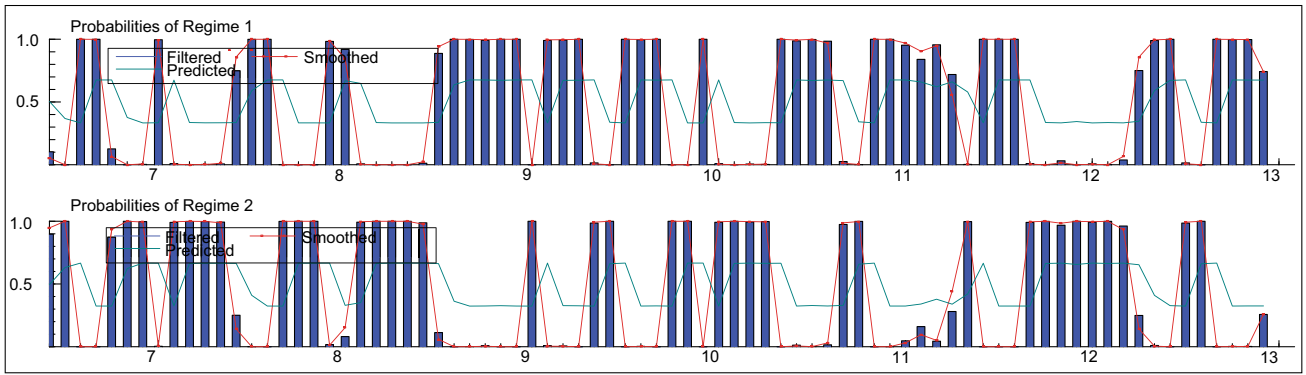 Probabilities of Regime 1
1.0
Filtered Smoothed
Predicted
0.5
7 8 9 10 11 12 13
Probabilities of Regime 2
1.0
Filtered Smoothed
Predicted
0.5
7 8 9 10 11 12 13